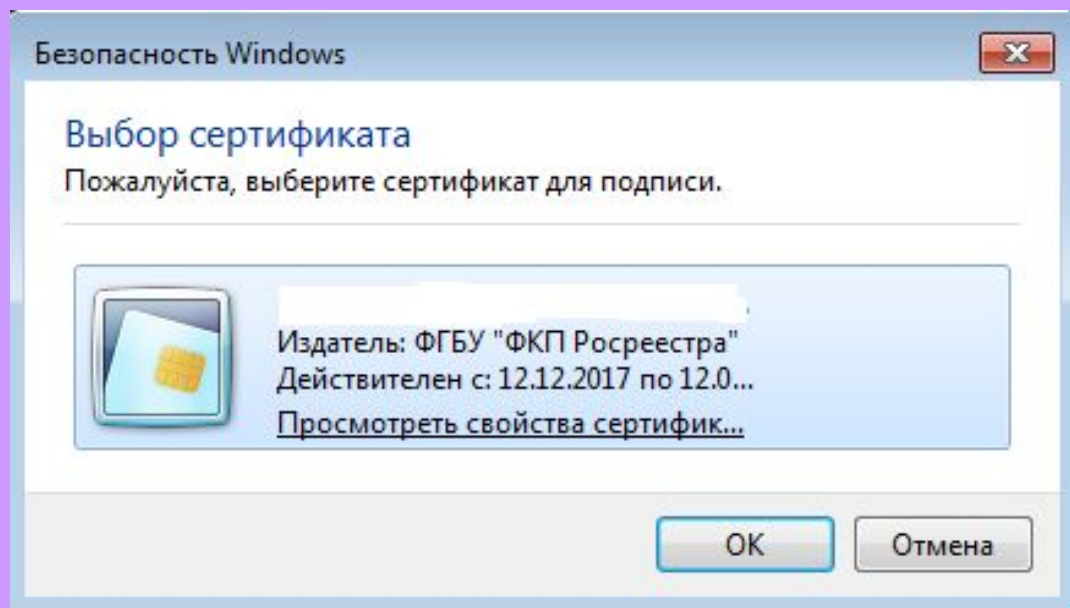 Безопасность Windows
Выбор сертификата
Пожалуйста, выберите сертификат для подписи.
Издатель: ФГБУ "ФКП Росреестра"
Действителен с: 12.12.2017 по 12.0...
Просмотреть свойства сертифик...
ОК
Отмена